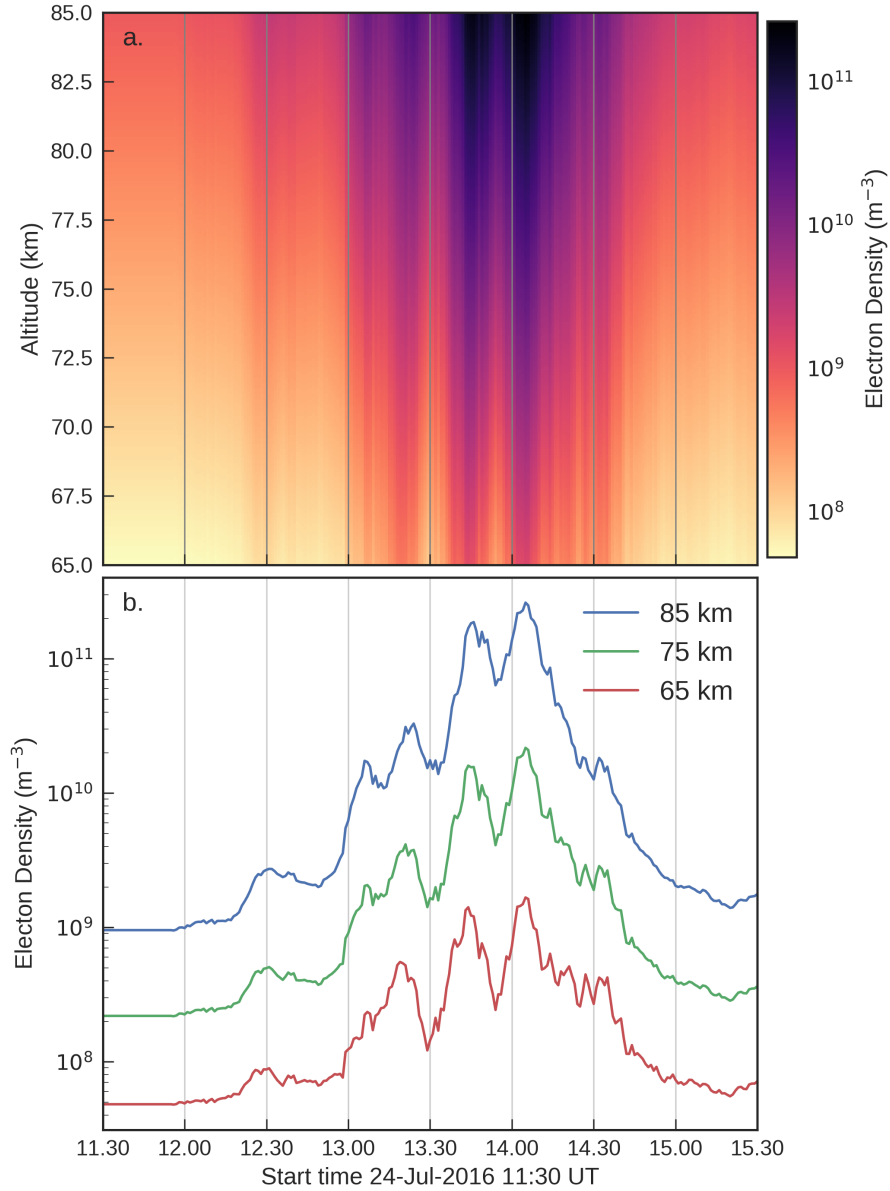 a.
85.0
82.5
80.0
77.5
75.0
72.5
70.0
67.5
65.0
Altitude (km)
10¹¹
10¹⁰
10⁹
10⁸
Electron Density (m⁻³)
b.
85 km
75 km
65 km
10¹¹
10¹⁰
10⁹
10⁸
Electon Density (m⁻³)
11.30 12.00 12.30 13.00 13.30 14.00 14.30 15.00 15.30
Start time 24-Jul-2016 11:30 UT